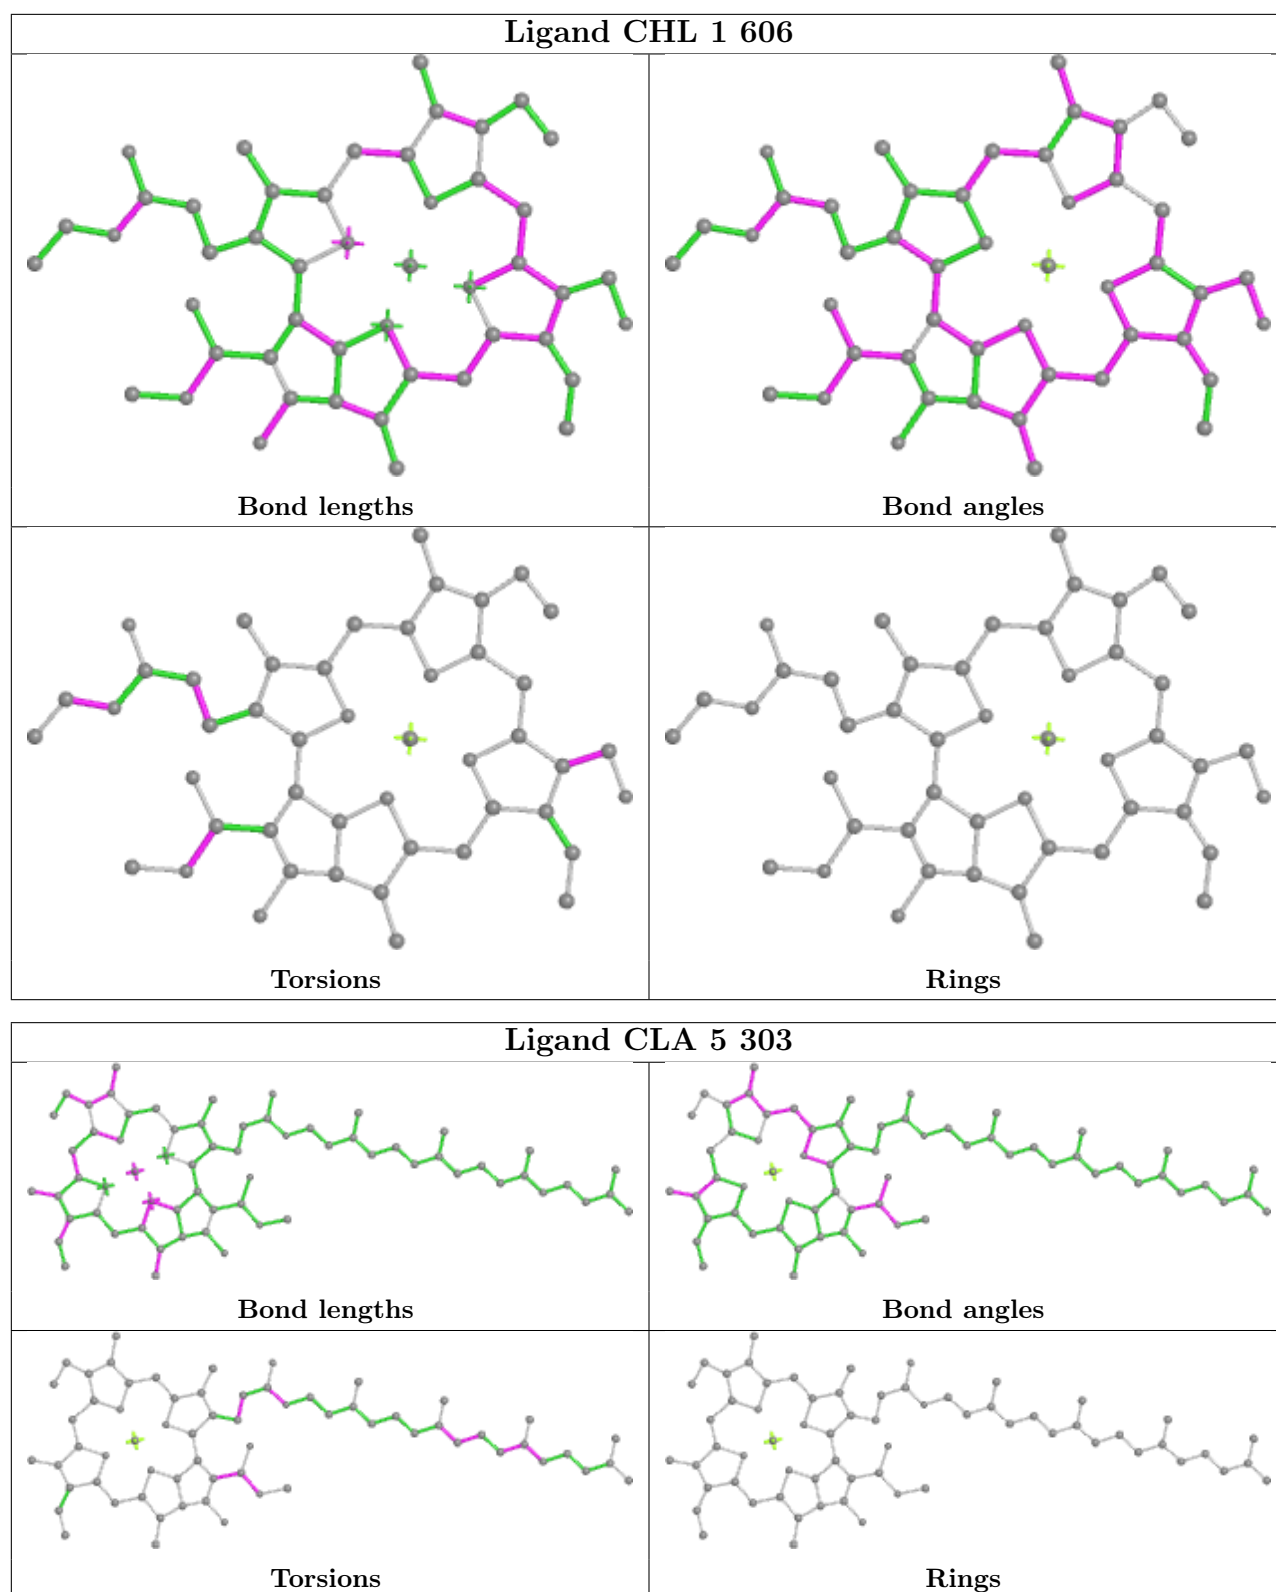 Ligand CHL 1 606
Bond lengths
Bond angles
Torsions
Rings
Ligand CLA 5 303
Bond lengths
Bond angles
Torsions
Rings